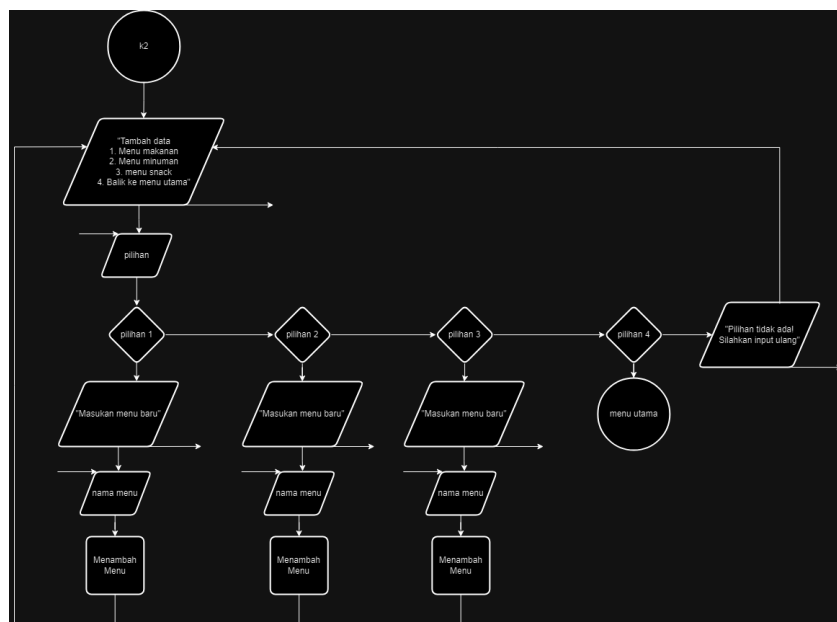 k2
"Tambah data
1. Menu makanan
2. Menu minuman
3. menu snack
4. Balik ke menu utama"
pilihan
pilihan 1
pilihan 2
pilihan 3
pilihan 4
"Pilihan tidak ada!
Silahkan input ulang"
"Masukan menu baru"
"Masukan menu baru"
"Masukan menu baru"
menu utama
nama menu
nama menu
nama menu
Menambah
Menu
Menambah
Menu
Menambah
Menu